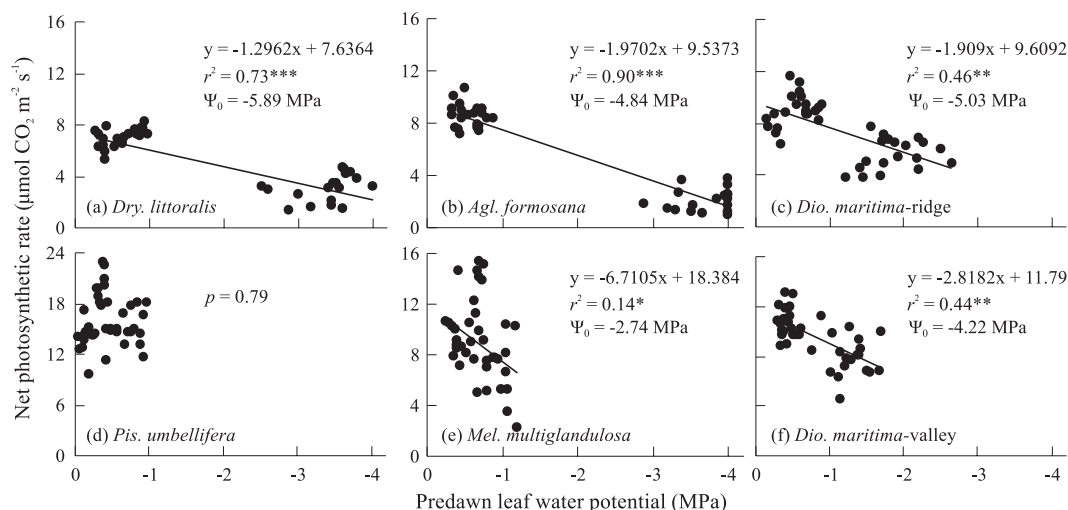 Net photosynthetic rate (μmol CO₂ m⁻² s⁻¹)
16
12
8
4
0
y = -1.2962x + 7.6364
r² = 0.73***
Ψ₀ = -5.89 MPa
(a) Dry. littoralis
16
12
8
4
0
y = -1.9702x + 9.5373
r² = 0.90***
Ψ₀ = -4.84 MPa
(b) Agl. formosana
y = -1.909x + 9.6092
r² = 0.46**
Ψ₀ = -5.03 MPa
(c) Dio. maritima-ridge
24
18
12
6
0
p = 0.79
(d) Pis. umbellifera
0 -1 -2 -3 -4
16
12
8
4
0
y = -6.7105x + 18.384
r² = 0.14*
Ψ₀ = -2.74 MPa
(e) Mel. multiglandulosa
0 -1 -2 -3 -4
y = -2.8182x + 11.79
r² = 0.44**
Ψ₀ = -4.22 MPa
(f) Dio. maritima-valley
0 -1 -2 -3 -4
Predawn leaf water potential (MPa)